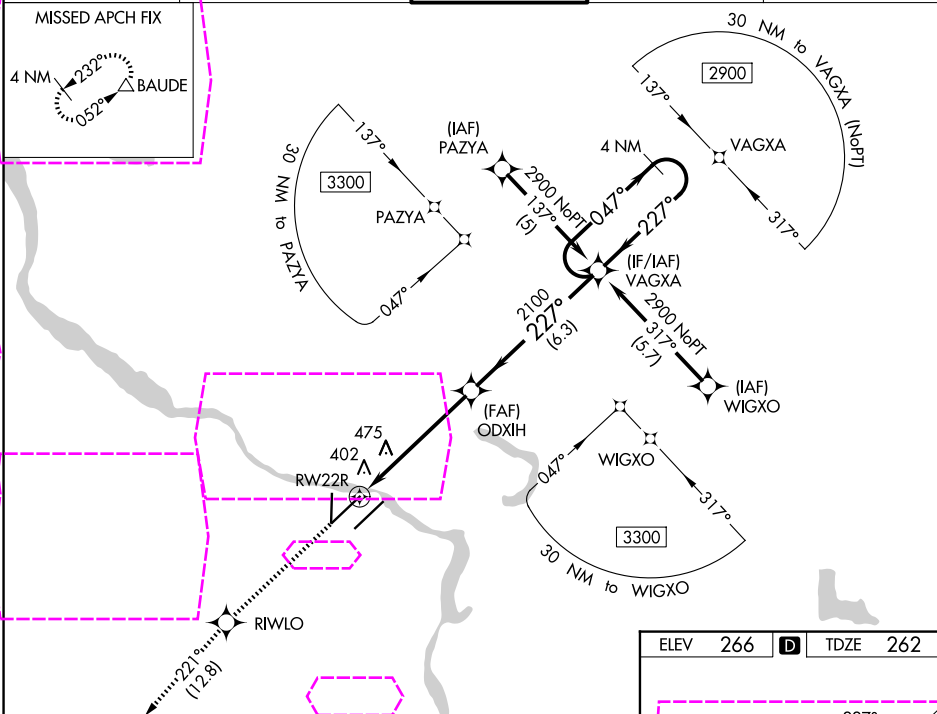 MISSED APCH FIX
4 NM
232°
052°
BAUDE
30 NM to PAZYA
137°
3300
PAZYA
047°
(IAF)
PAZYA
2900 NoPT
137°
(5)
4 NM
047°
227°
30 NM to VAGXA (NoPT)
2900
137°
VAGXA
317°
(IF/IAF)
VAGXA
2900 NoPT
317°
(5.7)
(IAF)
WIGXO
2100
227°
(6.3)
(FAF)
ODXIH
475
402
RW22R
047°
WIGXO
317°
3300
30 NM to WIGXO
RIWLO
221°
(12.8)
ELEV 266 D TDZE 262